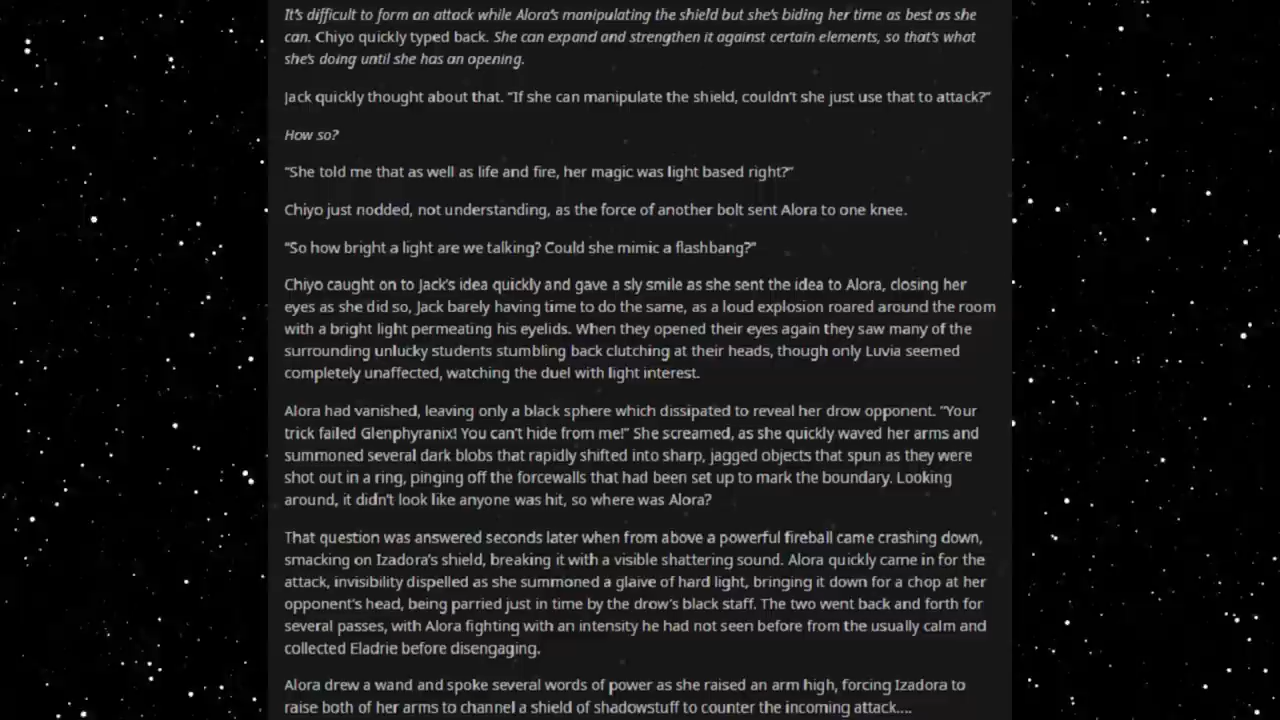 It's difficult to form an attack while Alora's manipulating the shield but she's biding her time as best as she
can. Chiyo quickly typed back. She can expand and strengthen it against certain elements, so that's what
she's doing until she has an opening.
Jack quickly thought about that. “If she can manipulate the shield, couldn't she just use that to attack?”
How so?
“She told me that as well as life and fire, her magic was light based right?”
Chiyo just nodded, not understanding, as the force of another bolt sent Alora to one knee.
“So how bright a light are we talking? Could she mimic a flashbang?”
Chiyo caught on to Jack's idea quickly and gave a sly smile as she sent the idea to Alora, closing her
eyes as she did so, Jack barely having time to do the same, as a loud explosion roared around the room
with a bright light permeating his eyelids. When they opened their eyes again they saw many of the
surrounding unlucky students stumbling back clutching at their heads, though only Luvia seemed
completely unaffected, watching the duel with light interest.
Alora had vanished, leaving only a black sphere which dissipated to reveal her drow opponent. “Your
trick failed Glenphyranix! You can't hide from me!” She screamed, as she quickly waved her arms and
summoned several dark blobs that rapidly shifted into sharp, jagged objects that spun as they were
shot out in a ring, pinging off the forcewalls that had been set up to mark the boundary. Looking
around, it didn't look like anyone was hit, so where was Alora?
That question was answered seconds later when from above a powerful fireball came crashing down,
smacking on Izadora's shield, breaking it with a visible shattering sound. Alora quickly came in for the
attack, invisibility dispelled as she summoned a glaive of hard light, bringing it down for a chop at her
opponent's head, being parried just in time by the drow's black staff. The two went back and forth for
several passes, with Alora fighting with an intensity he had not seen before from the usually calm and
collected Eladrie before disengaging.
Alora drew a wand and spoke several words of power as she raised an arm high, forcing Izadora to
raise both of her arms to channel a shield of shadowstuff to counter the incoming attack....